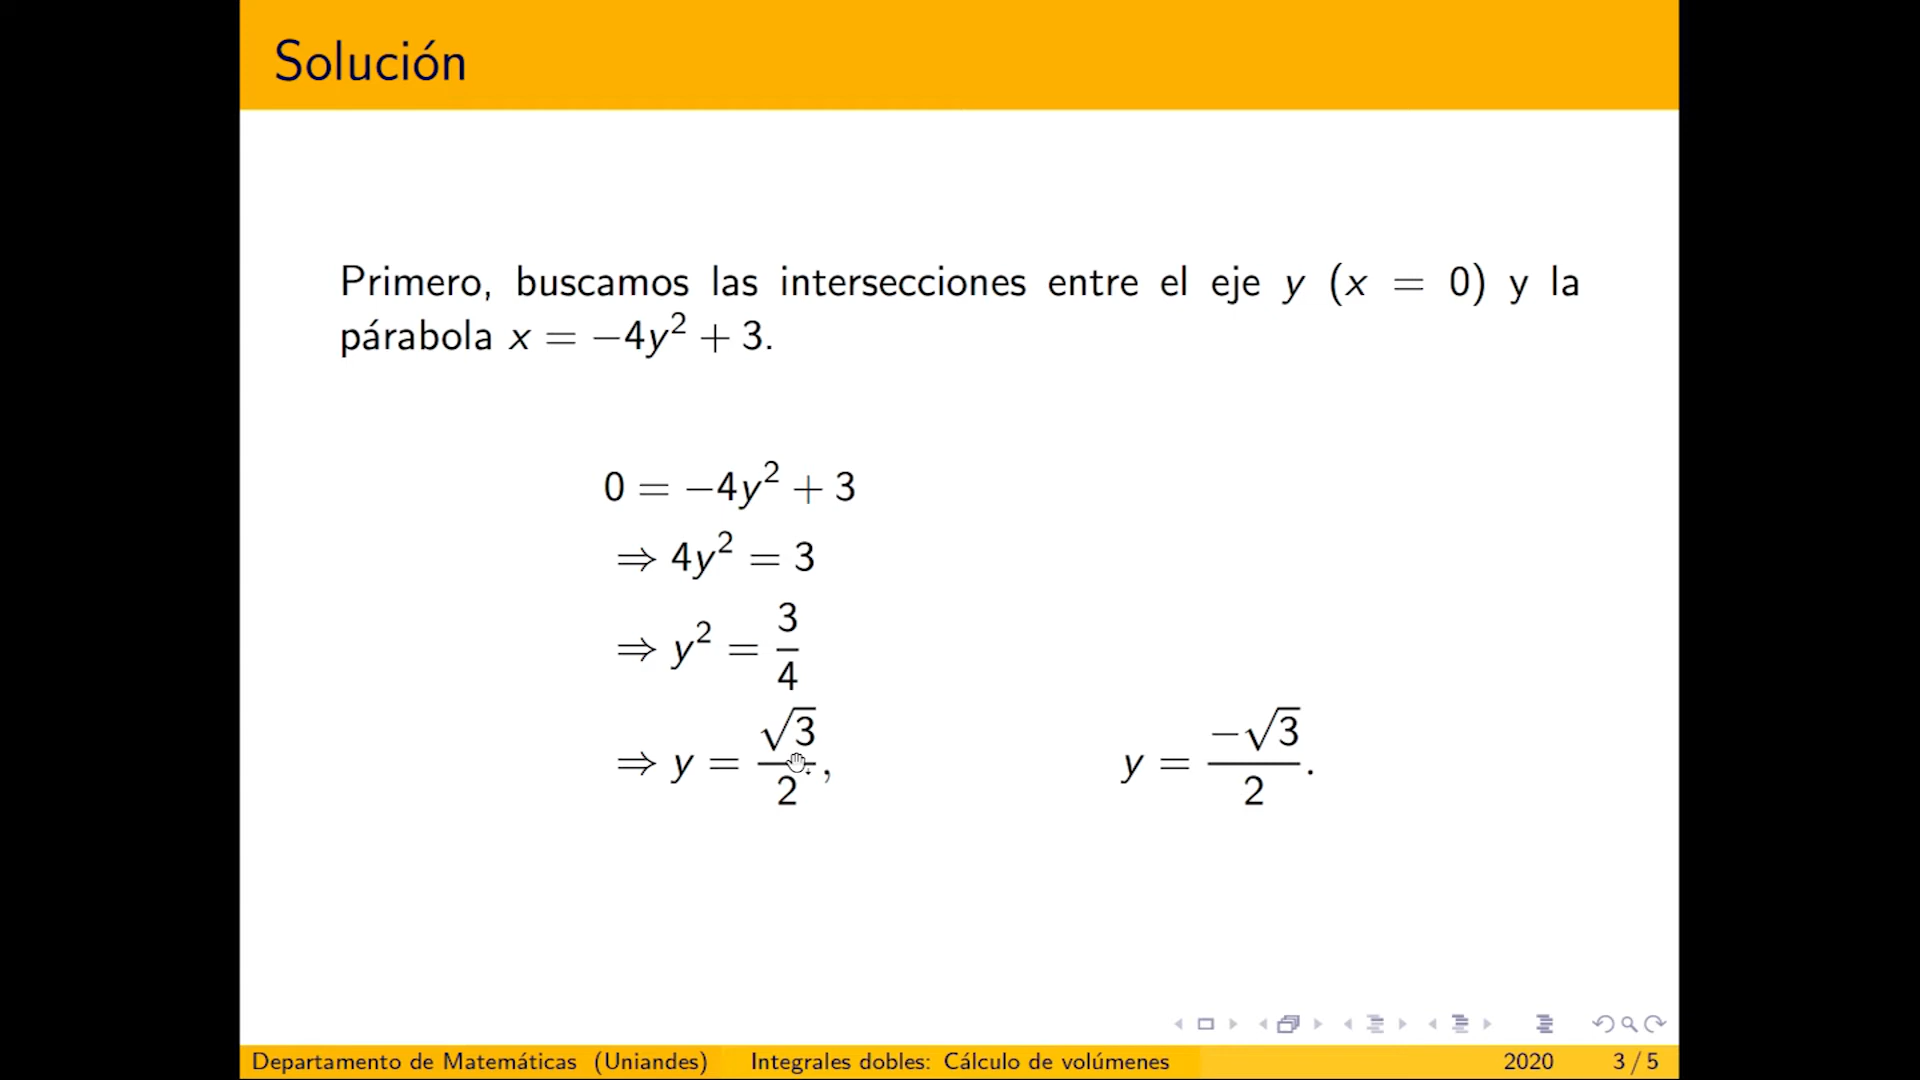 Solución
Primero, buscamos las intersecciones entre el eje y (x = 0) y la
párabola x = −4y² + 3.
0 = −4y² + 3
⇒ 4y² = 3
⇒ y² = 3/4
⇒ y = √3/2, y = −√3/2.
Departamento de Matemáticas (Uniandes) Integrales dobles: Cálculo de volúmenes 2020 3 / 5